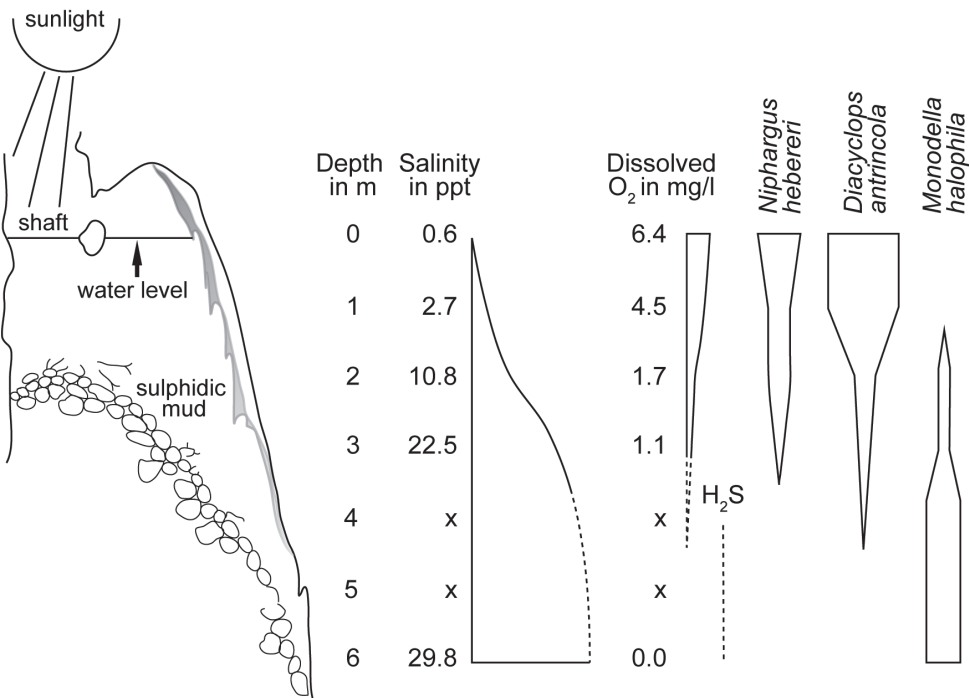 sunlight
shaft
water level
sulphidic
mud
Depth
in m
Salinity
in ppt
Dissolved
O₂ in mg/l
Niphargus
hebereri
Diacyclops
antrincola
Monodella
halophila
0 0.6 6.4
1 2.7 4.5
2 10.8 1.7
3 22.5 1.1
H₂S
4 x x
5 x x
6 29.8 0.0